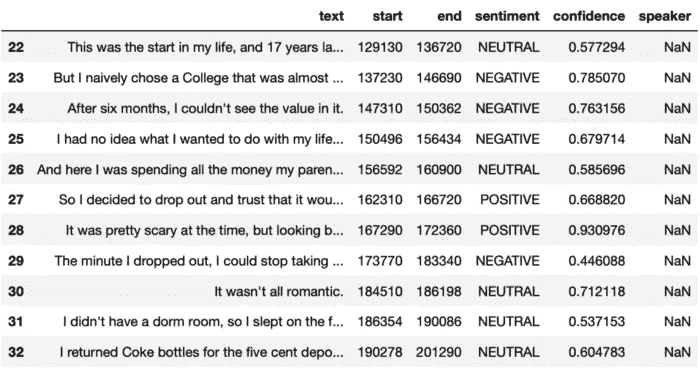 text start end sentiment confidence speaker
22 This was the start in my life, and 17 years la... 129130 136720 NEUTRAL 0.577294 NaN
23 But I naively chose a College that was almost ... 137230 146690 NEGATIVE 0.785070 NaN
24 After six months, I couldn't see the value in it. 147310 150362 NEGATIVE 0.763156 NaN
25 I had no idea what I wanted to do with my life... 150496 156434 NEGATIVE 0.679714 NaN
26 And here I was spending all the money my paren... 156592 160900 NEUTRAL 0.585696 NaN
27 So I decided to drop out and trust that it wou... 162310 166720 POSITIVE 0.668820 NaN
28 It was pretty scary at the time, but looking b... 167290 172360 POSITIVE 0.930976 NaN
29 The minute I dropped out, I could stop taking ... 173770 183340 NEGATIVE 0.446088 NaN
30 It wasn't all romantic. 184510 186198 NEUTRAL 0.712118 NaN
31 I didn't have a dorm room, so I slept on the f... 186354 190086 NEUTRAL 0.537153 NaN
32 I returned Coke bottles for the five cent depo... 190278 201290 NEUTRAL 0.604783 NaN